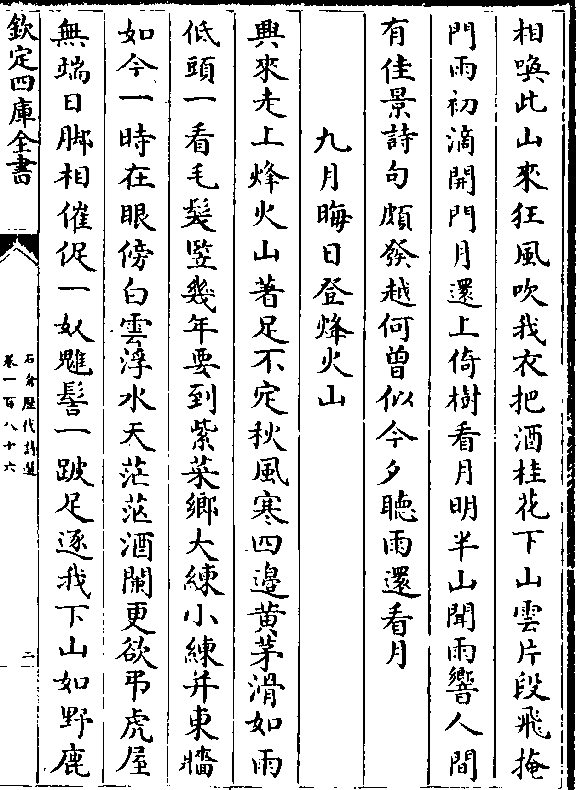 相喚此山來狂風吹我衣把酒桂花下山雲片段飛掩
門雨初滴開門月還上倚樹看月明半山聞雨響人間
有佳景詩句頗發越何曾似今夕聽雨還看月
九月晦日登烽火山
興來走上烽火山著足不定秋風寒四邊黄茅滑如雨
低頭一看毛髮竪幾年要到紫菜鄉大練小練并東牆
如今一時在眼傍白雲浮水天茫茫酒闌更欲弔虎屋
無端日脚相催促一奴䰐髻一跛足逐我下山如野鹿
欽定四庫全書
石倉歷代詩選
卷一百八十六
二